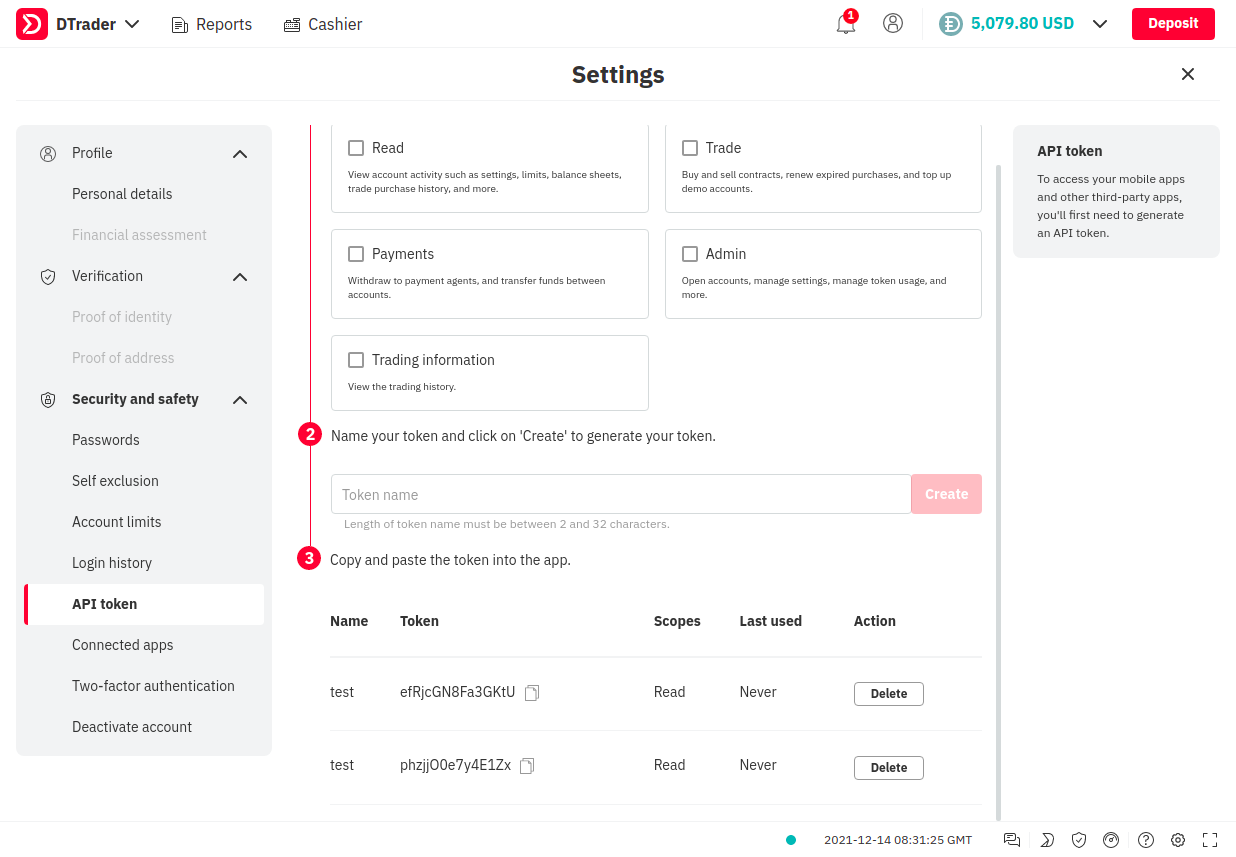 DTrader
Reports
Cashier
1
5,079.80 USD
Deposit
Settings
Profile
Personal details
Financial assessment
Verification
Proof of identity
Proof of address
Security and safety
Passwords
Self exclusion
Account limits
Login history
API token
Connected apps
Two-factor authentication
Deactivate account
Read
View account activity such as settings, limits, balance sheets,
trade purchase history, and more.
Trade
Buy and sell contracts, renew expired purchases, and top up
demo accounts.
Payments
Withdraw to payment agents, and transfer funds between
accounts.
Admin
Open accounts, manage settings, manage token usage, and
more.
Trading information
View the trading history.
2
Name your token and click on 'Create' to generate your token.
Token name
Create
Length of token name must be between 2 and 32 characters.
3
Copy and paste the token into the app.
Name Token Scopes Last used Action
test efRjcGN8Fa3GKtU Read Never Delete
test phzjjO0e7y4E1Zx Read Never Delete
API token
To access your mobile apps
and other third-party apps,
you'll first need to generate
an API token.
2021-12-14 08:31:25 GMT